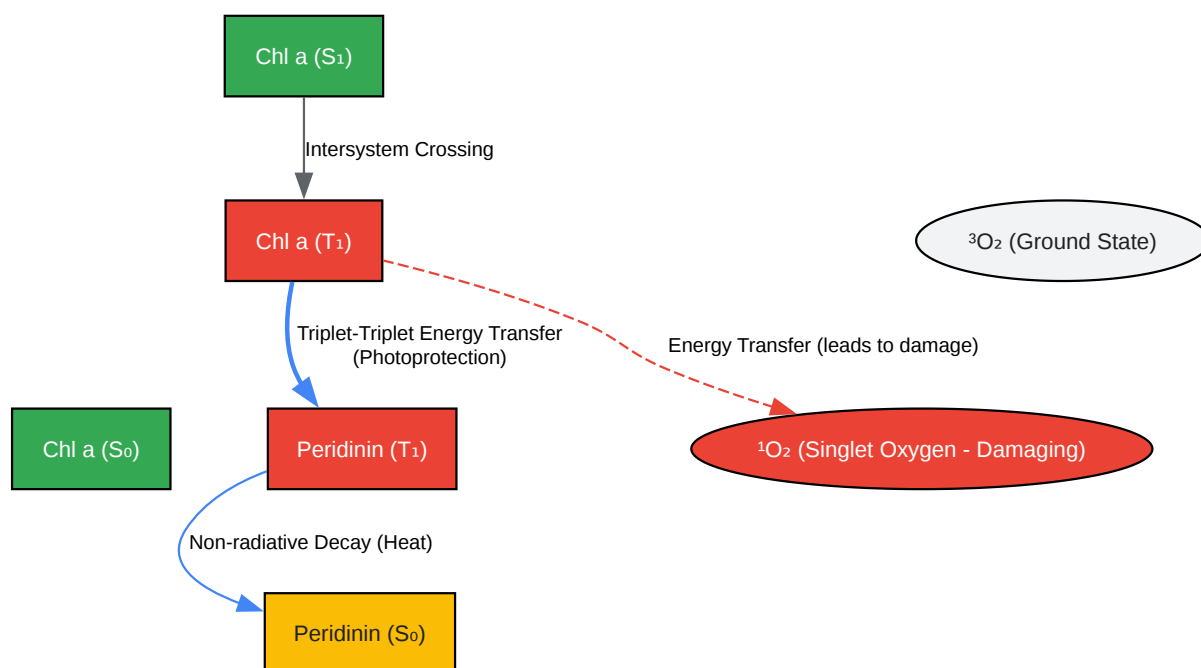 Chl a (S₁)
Intersystem Crossing
Chl a (T₁)
³O₂ (Ground State)
Triplet-Triplet Energy Transfer
(Photoprotection)
Energy Transfer (leads to damage)
Chl a (S₀)
Peridinin (T₁)
¹O₂ (Singlet Oxygen - Damaging)
Non-radiative Decay (Heat)
Peridinin (S₀)